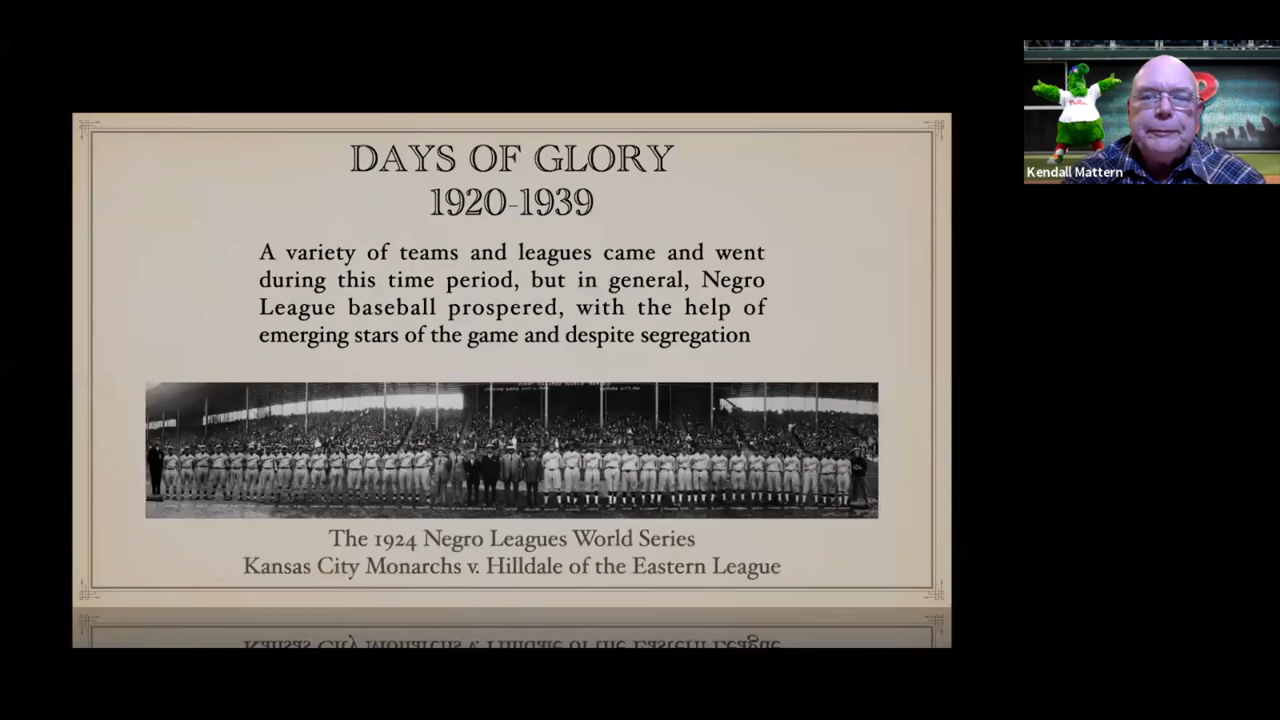 DAYS OF GLORY
1920-1939
A variety of teams and leagues came and went
during this time period, but in general, Negro
League baseball prospered, with the help of
emerging stars of the game and despite segregation
The 1924 Negro Leagues World Series
Kansas City Monarchs v. Hilldale of the Eastern League
Phillies
Kendall Mattern